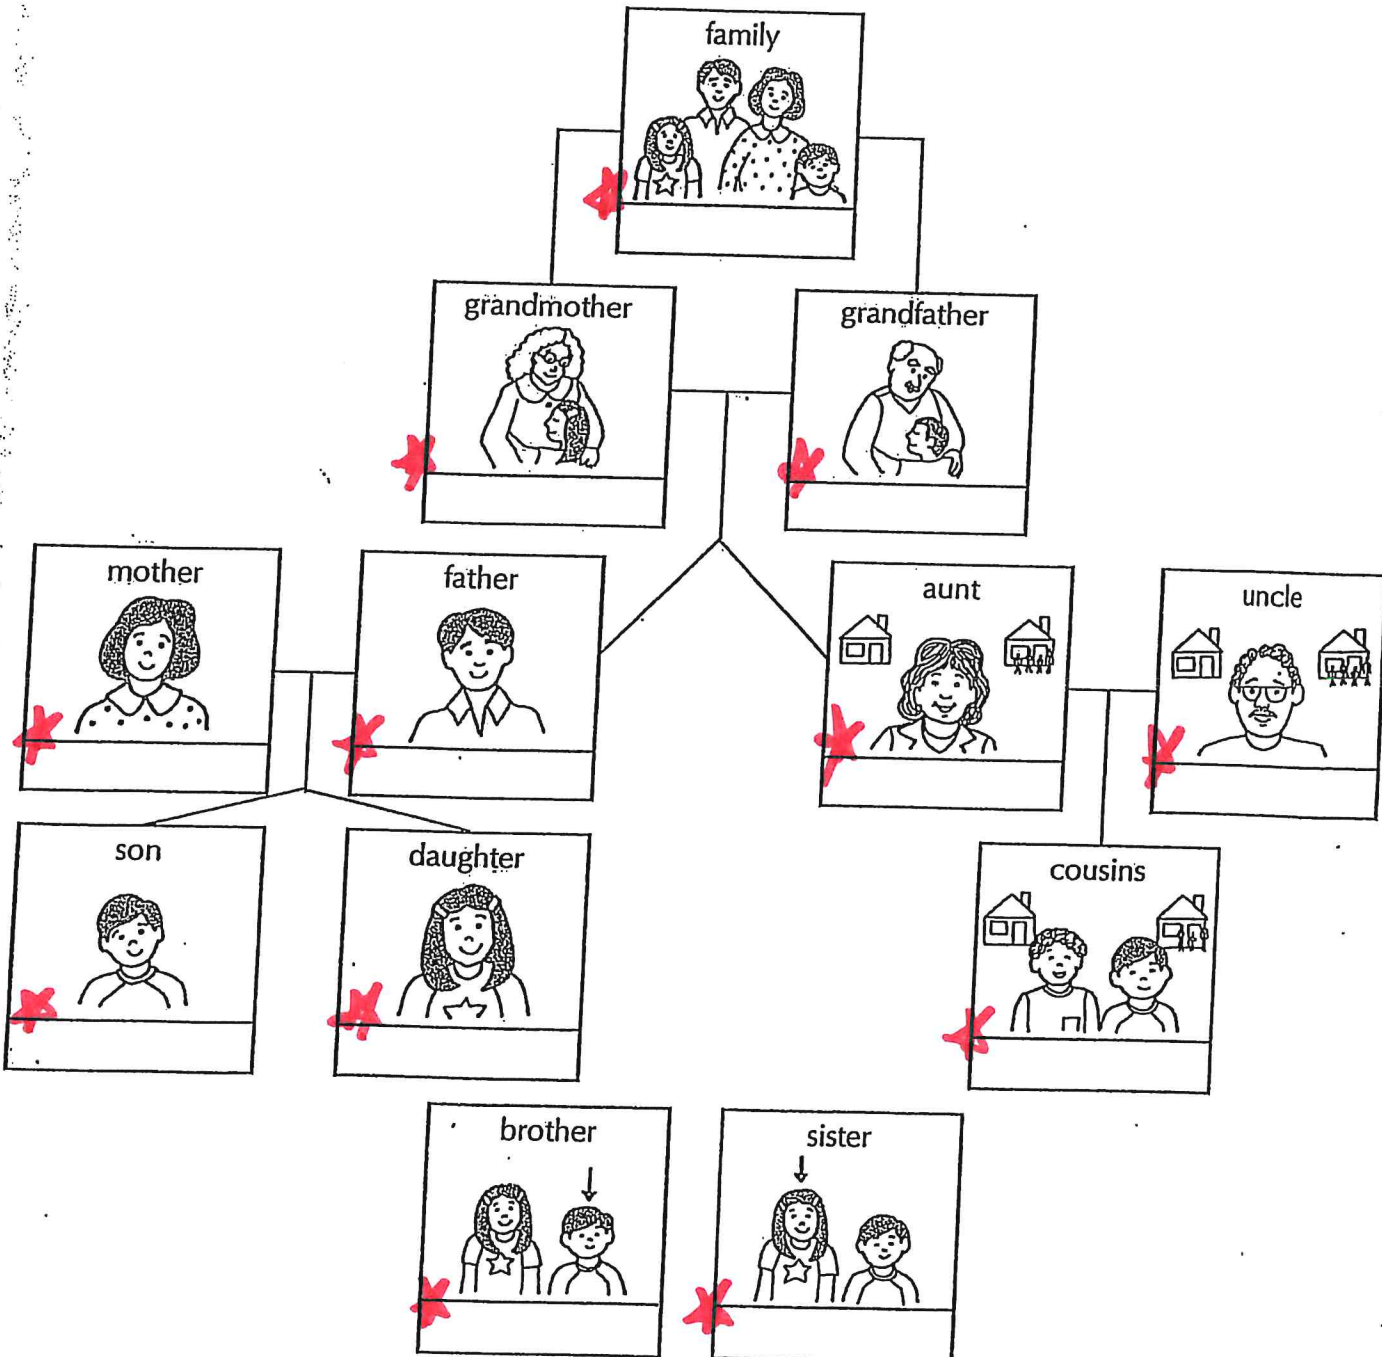 family
grandmother
grandfather
mother
father
aunt
uncle
son
daughter
cousins
brother
sister